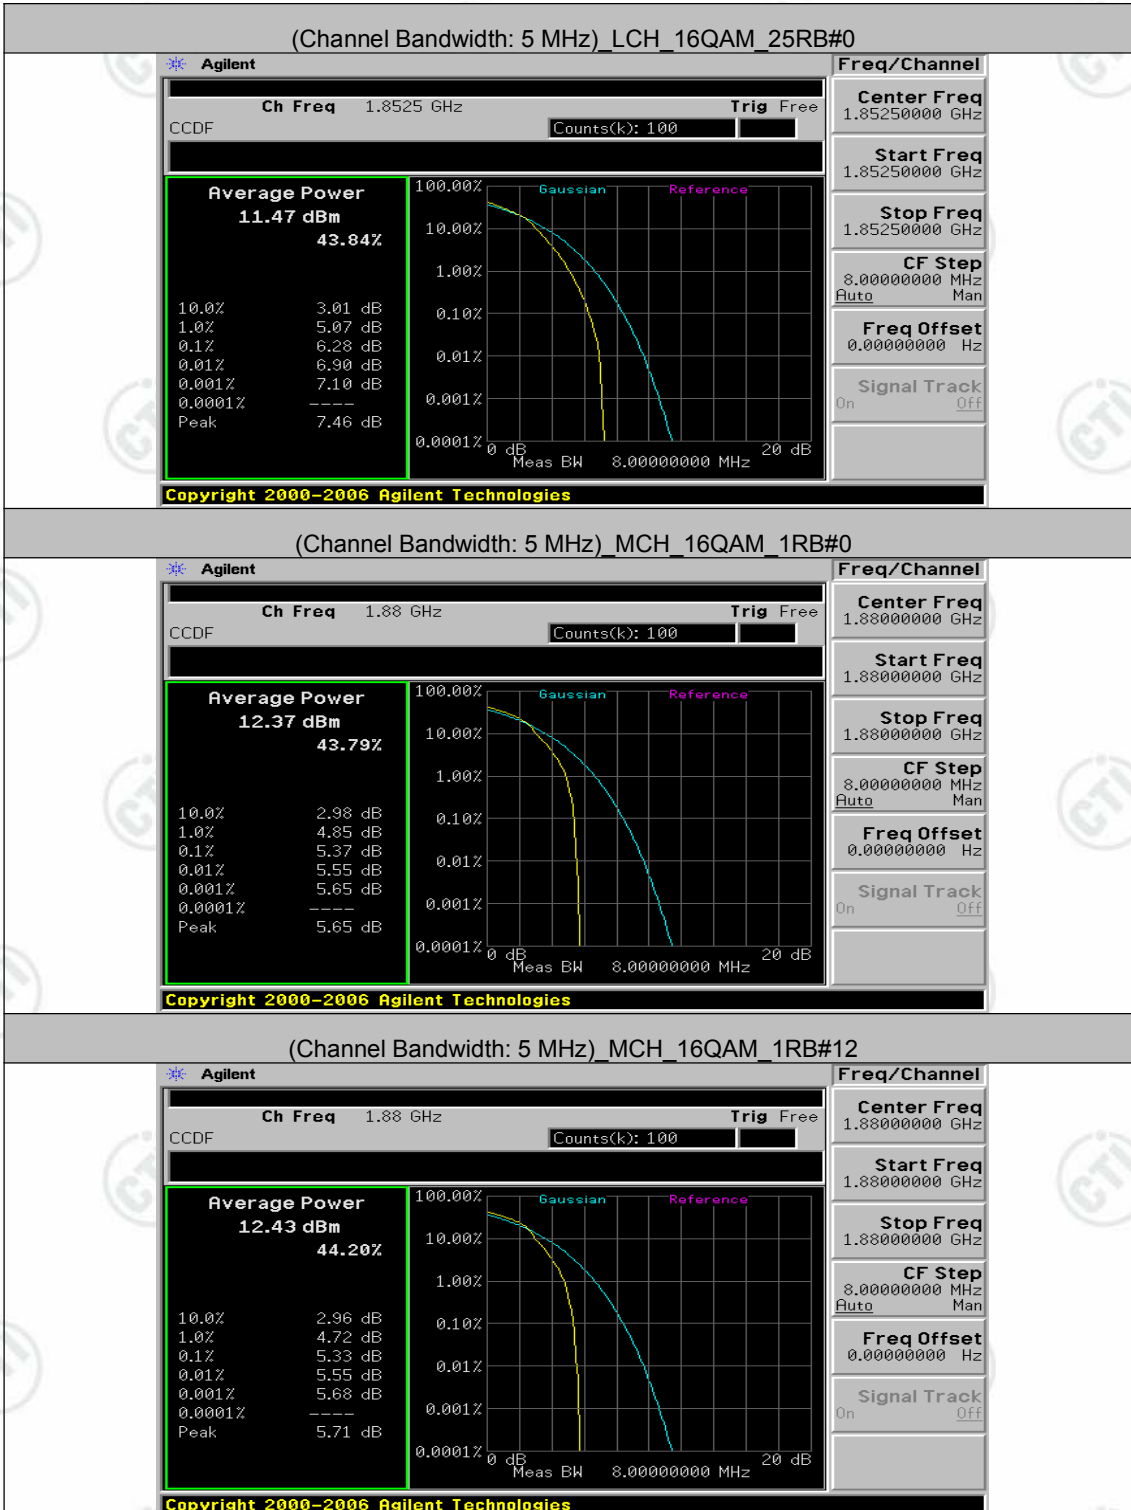 (Channel Bandwidth: 5 MHz)_LCH_16QAM_25RB#0
Agilent
Freq/Channel
Ch Freq 1.8525 GHz Trig Free
CCDF Counts(k): 100
Center Freq
1.85250000 GHz
Start Freq
1.85250000 GHz
Stop Freq
1.85250000 GHz
CF Step
8.00000000 MHz
Auto Man
Freq Offset
0.00000000 Hz
Signal Track
On Off
Average Power
11.47 dBm
43.84%
10.0% 3.01 dB
1.0% 5.07 dB
0.1% 6.28 dB
0.01% 6.90 dB
0.001% 7.10 dB
0.0001% ----
Peak 7.46 dB
Gaussian Reference
100.00%
10.00%
1.00%
0.10%
0.01%
0.001%
0.0001%
0 dB 20 dB
Meas BW 8.00000000 MHz
Copyright 2000-2006 Agilent Technologies
(Channel Bandwidth: 5 MHz)_MCH_16QAM_1RB#0
Agilent
Freq/Channel
Ch Freq 1.88 GHz Trig Free
CCDF Counts(k): 100
Center Freq
1.88000000 GHz
Start Freq
1.88000000 GHz
Stop Freq
1.88000000 GHz
CF Step
8.00000000 MHz
Auto Man
Freq Offset
0.00000000 Hz
Signal Track
On Off
Average Power
12.37 dBm
43.79%
10.0% 2.98 dB
1.0% 4.85 dB
0.1% 5.37 dB
0.01% 5.55 dB
0.001% 5.65 dB
0.0001% ----
Peak 5.65 dB
Gaussian Reference
100.00%
10.00%
1.00%
0.10%
0.01%
0.001%
0.0001%
0 dB 20 dB
Meas BW 8.00000000 MHz
Copyright 2000-2006 Agilent Technologies
(Channel Bandwidth: 5 MHz)_MCH_16QAM_1RB#12
Agilent
Freq/Channel
Ch Freq 1.88 GHz Trig Free
CCDF Counts(k): 100
Center Freq
1.88000000 GHz
Start Freq
1.88000000 GHz
Stop Freq
1.88000000 GHz
CF Step
8.00000000 MHz
Auto Man
Freq Offset
0.00000000 Hz
Signal Track
On Off
Average Power
12.43 dBm
44.20%
10.0% 2.96 dB
1.0% 4.72 dB
0.1% 5.33 dB
0.01% 5.55 dB
0.001% 5.68 dB
0.0001% ----
Peak 5.71 dB
Gaussian Reference
100.00%
10.00%
1.00%
0.10%
0.01%
0.001%
0.0001%
0 dB 20 dB
Meas BW 8.00000000 MHz
Copyright 2000-2006 Agilent Technologies
CTI
CTI
CTI
CTI
CTI
CTI